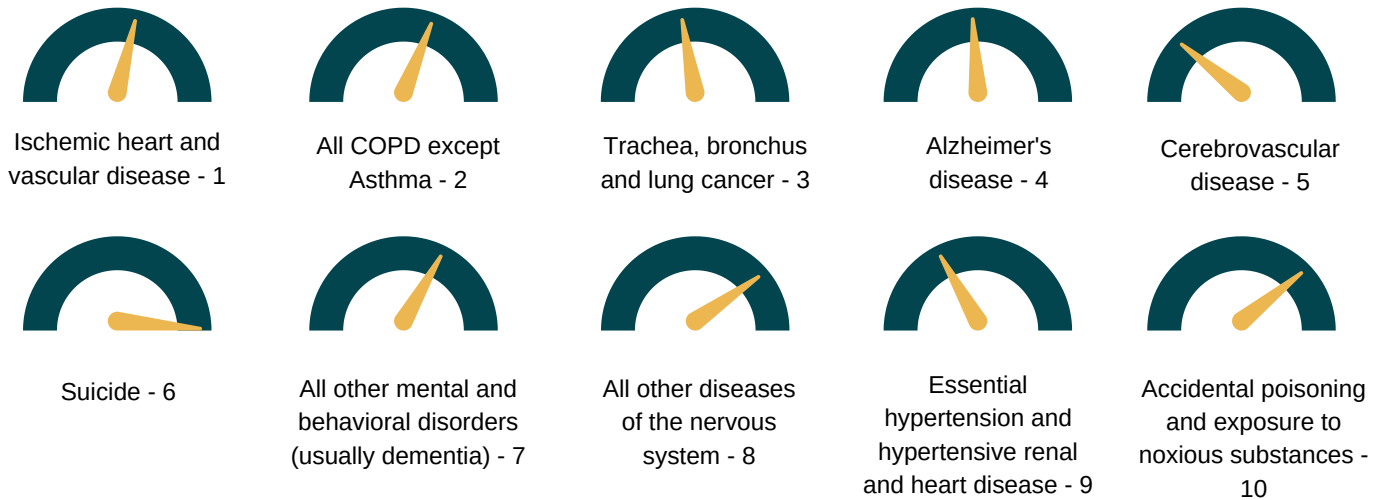 Ischemic heart and
vascular disease - 1
All COPD except
Asthma - 2
Trachea, bronchus
and lung cancer - 3
Alzheimer's
disease - 4
Cerebrovascular
disease - 5
Suicide - 6
All other mental and
behavioral disorders
(usually dementia) - 7
All other diseases
of the nervous
system - 8
Essential
hypertension and
hypertensive renal
and heart disease - 9
Accidental poisoning
and exposure to
noxious substances -
10